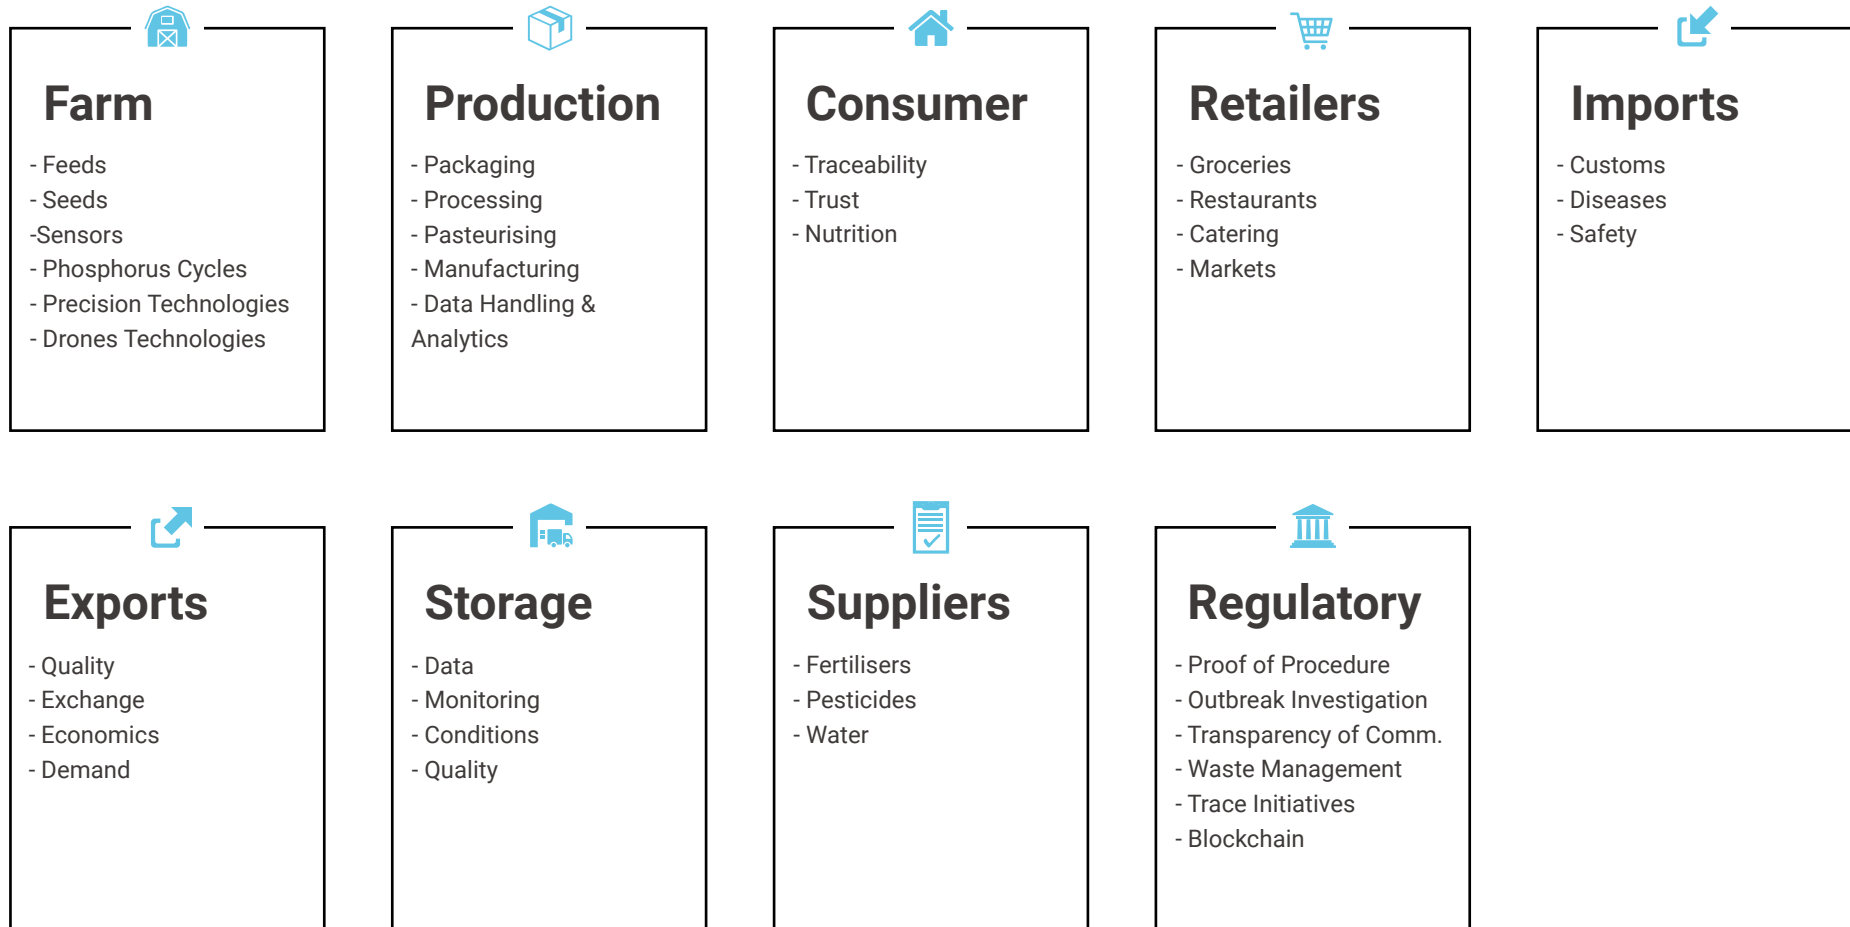 Farm
- Feeds
- Seeds
-Sensors
- Phosphorus Cycles
- Precision Technologies
- Drones Technologies
Production
- Packaging
- Processing
- Pasteurising
- Manufacturing
- Data Handling &
Analytics
Consumer
- Traceability
- Trust
- Nutrition
Retailers
- Groceries
- Restaurants
- Catering
- Markets
Imports
- Customs
- Diseases
- Safety
Exports
- Quality
- Exchange
- Economics
- Demand
Storage
- Data
- Monitoring
- Conditions
- Quality
Suppliers
- Fertilisers
- Pesticides
- Water
Regulatory
- Proof of Procedure
- Outbreak Investigation
- Transparency of Comm.
- Waste Management
- Trace Initiatives
- Blockchain